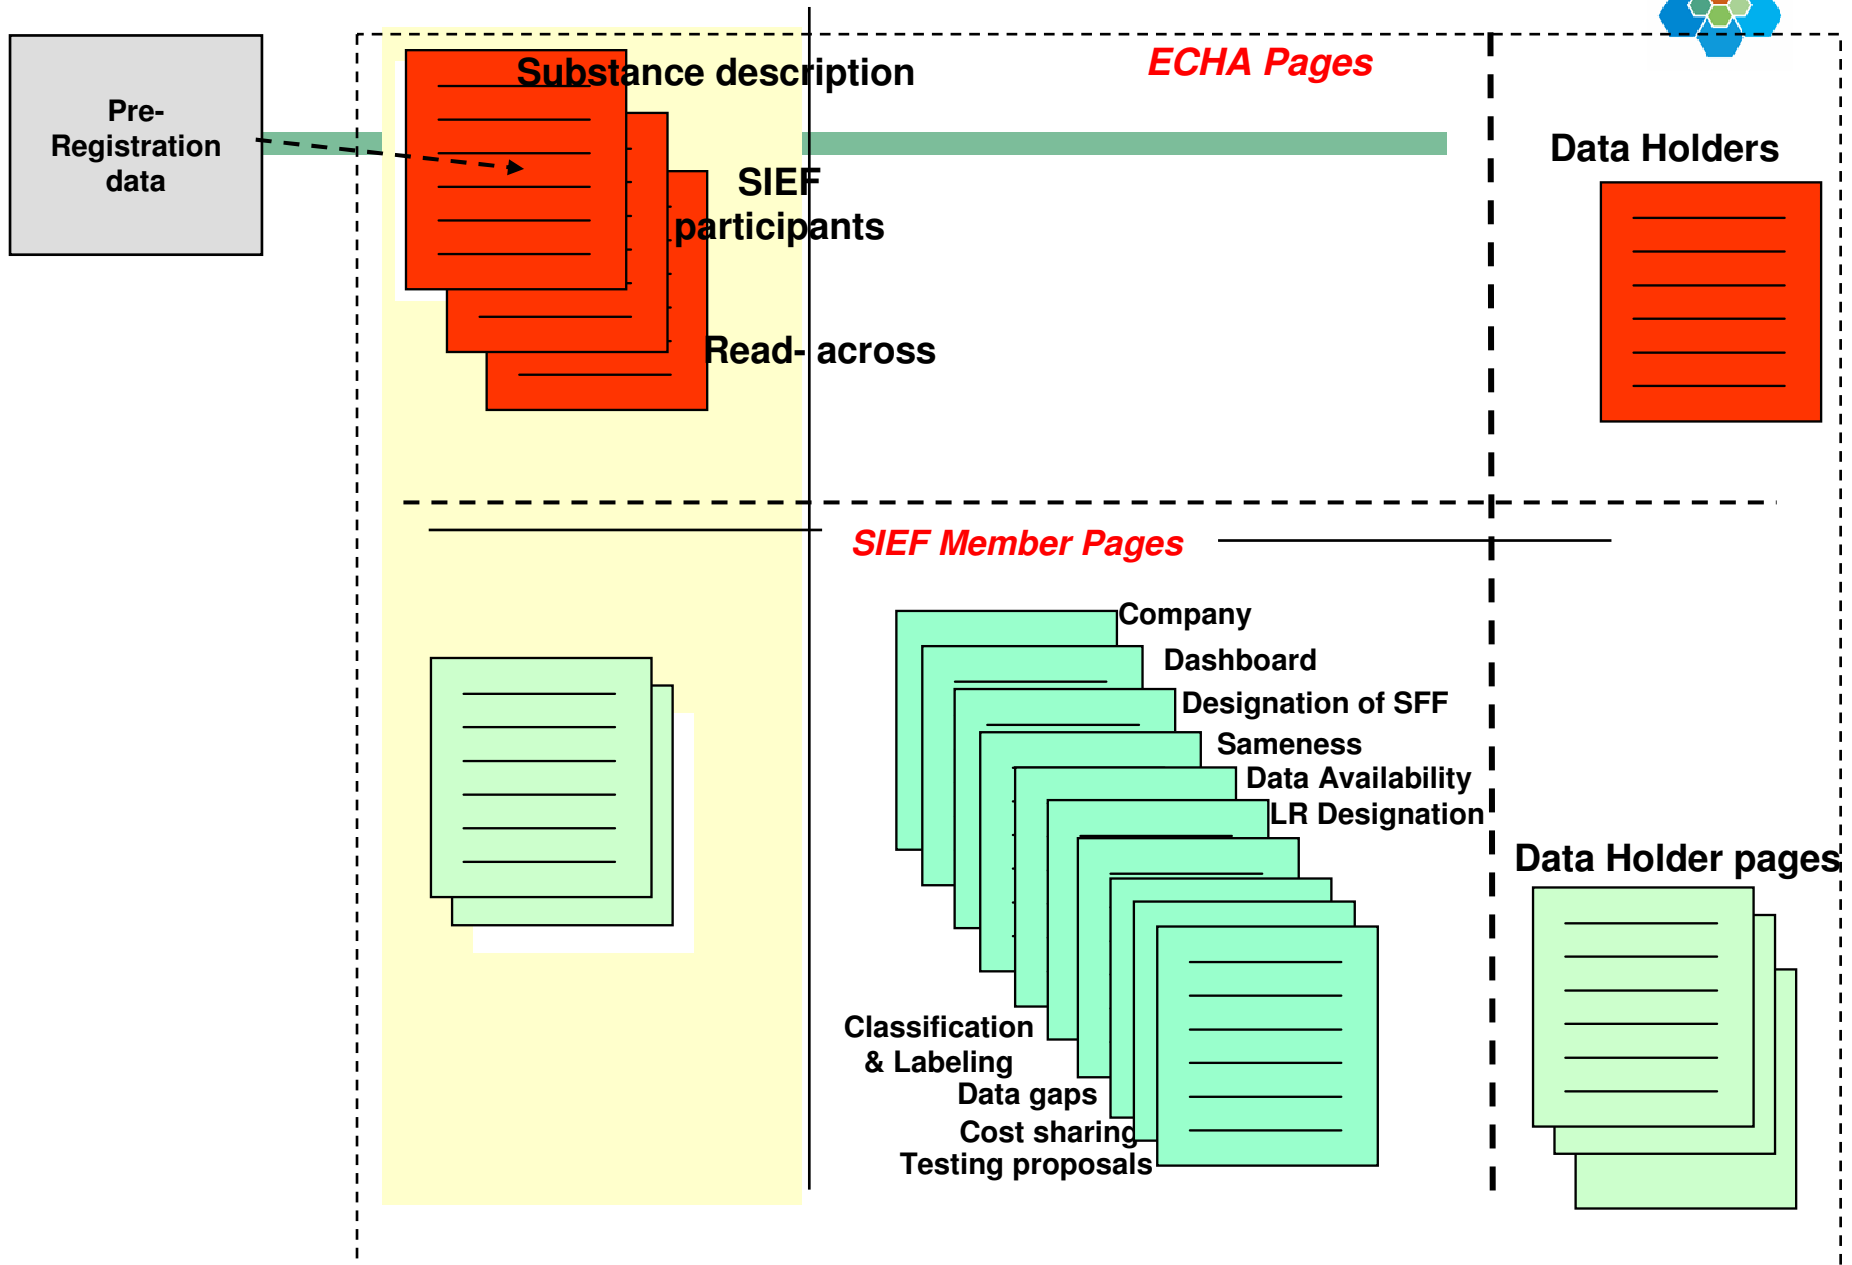 Pre-
Registration
data
Substance description
ECHA Pages
SIEF
participants
Read- across
Data Holders
SIEF Member Pages
Company
Dashboard
Designation of SFF
Sameness
Data Availability
LR Designation
Classification
& Labeling
Data gaps
Cost sharing
Testing proposals
Data Holder pages